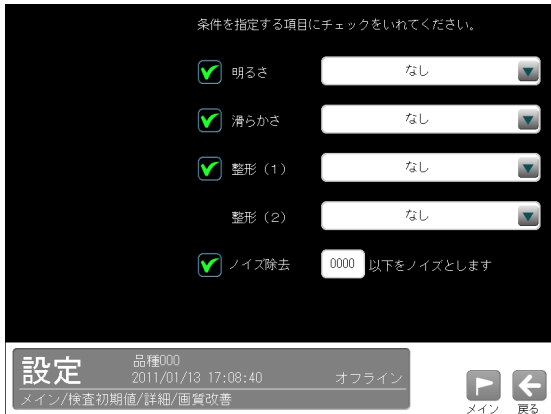 条件を指定する項目にチェックをいれてください。
明るさ なし
滑らかさ なし
整形（１） なし
整形（２） なし
ノイズ除去 0000 以下をノイズとします
設定 品種000
2011/01/13 17:08:40 オフライン
メイン/検査初期値/詳細/画質改善
メイン 戻る